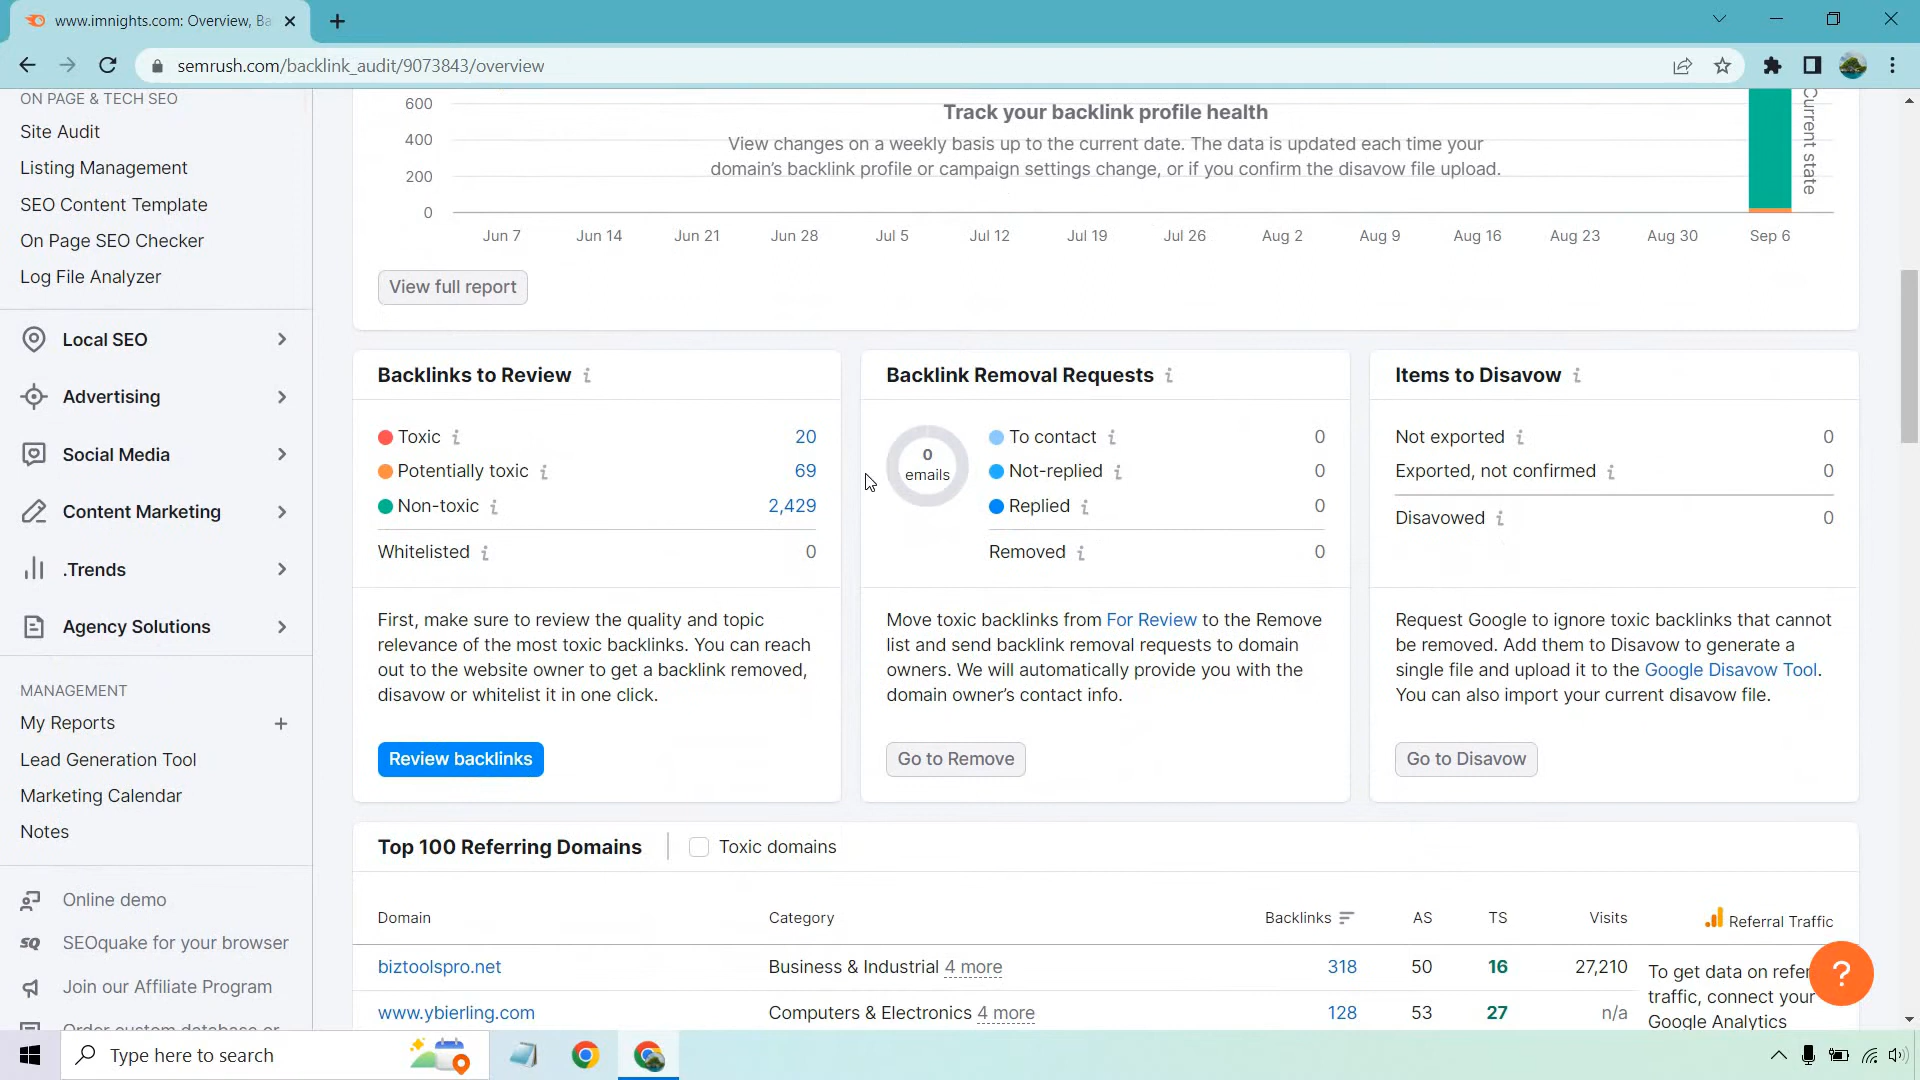 www.imnights.com: Overview, Ba
semrush.com/backlink_audit/9073843/overview
ON PAGE & TECH SEO
Site Audit
Listing Management
SEO Content Template
On Page SEO Checker
Log File Analyzer
Local SEO
Advertising
Social Media
Content Marketing
.Trends
Agency Solutions
MANAGEMENT
My Reports +
Lead Generation Tool
Marketing Calendar
Notes
Online demo
SEOquake for your browser
Join our Affiliate Program
Order custom database or
600
400
200
0
Track your backlink profile health
View changes on a weekly basis up to the current date. The data is updated each time your
domain's backlink profile or campaign settings change, or if you confirm the disavow file upload.
Current state
Jun 7 Jun 14 Jun 21 Jun 28 Jul 5 Jul 12 Jul 19 Jul 26 Aug 2 Aug 9 Aug 16 Aug 23 Aug 30 Sep 6
View full report
Backlinks to Review i
Toxic i 20
Potentially toxic i 69
Non-toxic i 2,429
Whitelisted i 0
First, make sure to review the quality and topic
relevance of the most toxic backlinks. You can reach
out to the website owner to get a backlink removed,
disavow or whitelist it in one click.
Review backlinks
Backlink Removal Requests i
0
emails
To contact i 0
Not-replied i 0
Replied i 0
Removed i 0
Move toxic backlinks from For Review to the Remove
list and send backlink removal requests to domain
owners. We will automatically provide you with the
domain owner's contact info.
Go to Remove
Items to Disavow i
Not exported i 0
Exported, not confirmed i 0
Disavowed i 0
Request Google to ignore toxic backlinks that cannot
be removed. Add them to Disavow to generate a
single file and upload it to the Google Disavow Tool.
You can also import your current disavow file.
Go to Disavow
Top 100 Referring Domains Toxic domains
Domain Category Backlinks AS TS Visits Referral Traffic
biztoolspro.net Business & Industrial 4 more 318 50 16 27,210
www.ybierling.com Computers & Electronics 4 more 128 53 27 n/a
To get data on refer
traffic, connect your
Google Analytics
?
Type here to search